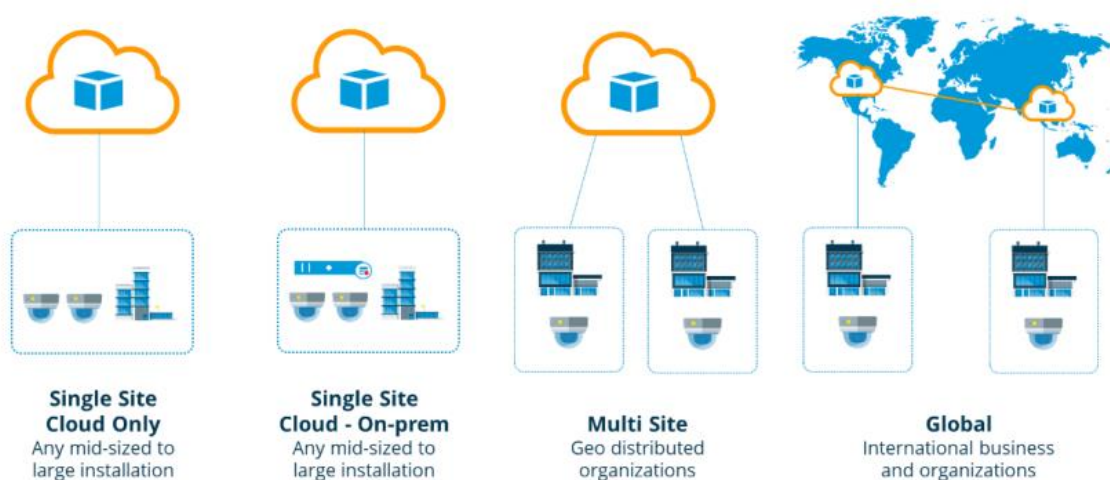 Single Site
Cloud Only
Any mid-sized to
large installation
Single Site
Cloud - On-prem
Any mid-sized to
large installation
Multi Site
Geo distributed
organizations
Global
International business
and organizations